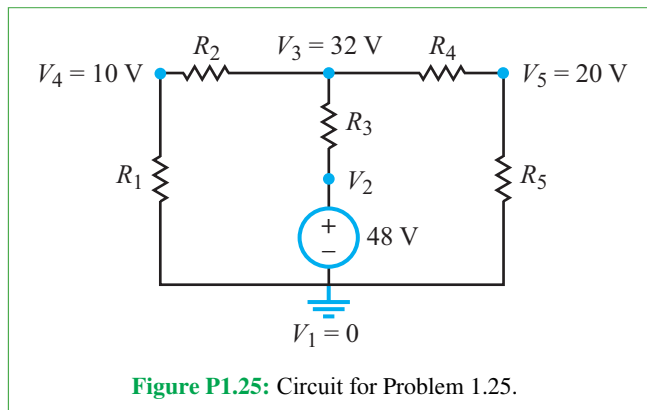 R2 V3 = 32 V R4
V4 = 10 V V5 = 20 V
R3
R1 V2 R5
+
− 48 V
V1 = 0
Figure P1.25: Circuit for Problem 1.25.